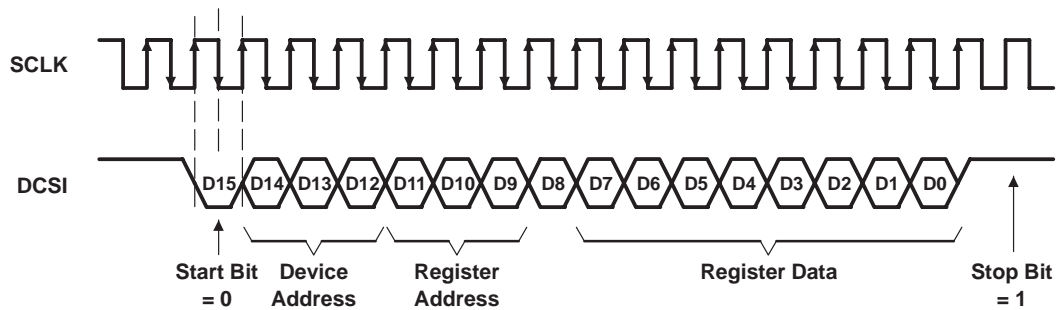 SCLK
DCSI
D15 D14 D13 D12 D11 D10 D9 D8 D7 D6 D5 D4 D3 D2 D1 D0
Start Bit
= 0
Device
Address
Register
Address
Register Data
Stop Bit
= 1